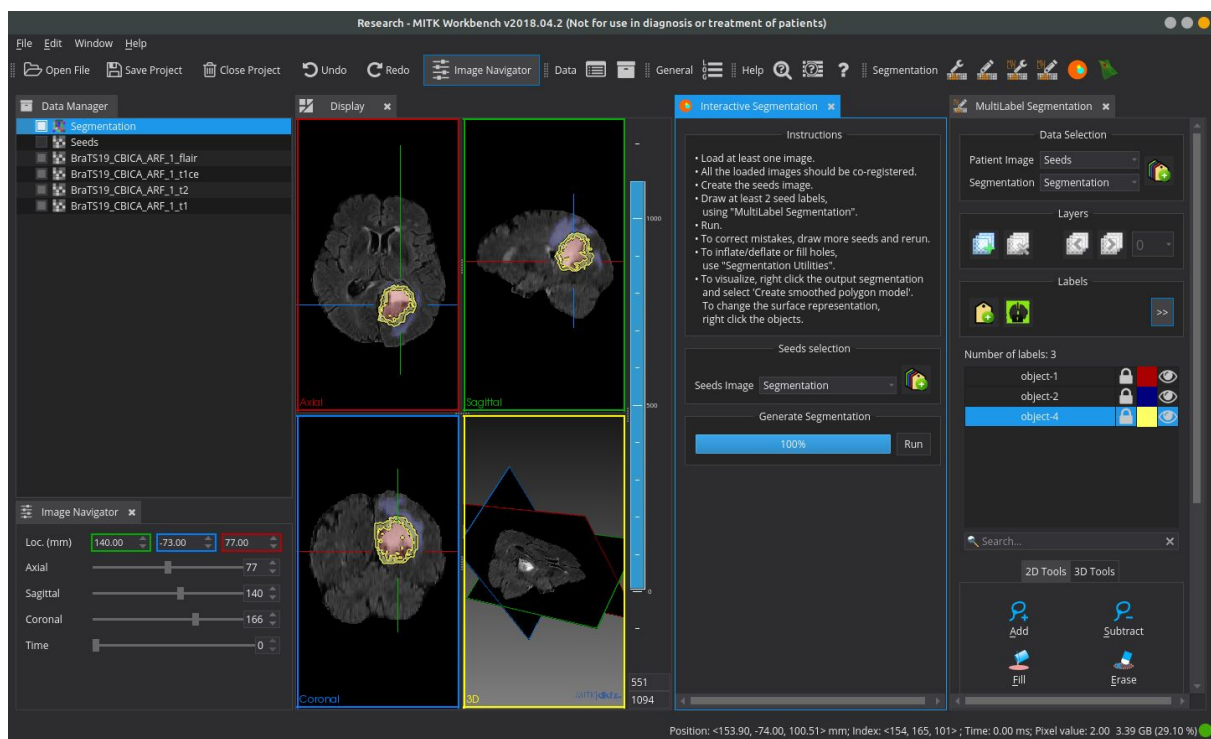 Research - MITK Workbench v2018.04.2 (Not for use in diagnosis or treatment of patients)
File Edit Window Help
Open File Save Project Close Project Undo Redo Image Navigator Data General Help ? Segmentation
Data Manager
Segmentation
Seeds
BraTS19_CBICA_ARF_1_flair
BraTS19_CBICA_ARF_1_t1ce
BraTS19_CBICA_ARF_1_t2
BraTS19_CBICA_ARF_1_t1
Image Navigator
Loc. (mm) 140.00 -73.00 77.00
Axial 77
Sagittal 140
Coronal 166
Time 0
Display
Axial
Sagittal
Coronal
3D
1000
500
0
551
1094
Interactive Segmentation
Instructions
• Load at least one image.
• All the loaded images should be co-registered.
• Create the seeds image.
• Draw at least 2 seed labels,
using "MultiLabel Segmentation".
• Run.
• To correct mistakes, draw more seeds and rerun.
• To inflate/deflate or fill holes,
use "Segmentation Utilities".
• To visualize, right click the output segmentation
and select 'Create smoothed polygon model'.
To change the surface representation,
right click the objects.
Seeds selection
Seeds Image Segmentation
Generate Segmentation
100% Run
MultiLabel Segmentation
Data Selection
Patient Image Seeds
Segmentation Segmentation
Layers
0
Labels
>>
Number of labels: 3
object-1
object-2
object-4
Search...
2D Tools 3D Tools
Add Subtract
Fill Erase
Position: <153.90, -74.00, 100.51> mm; Index: <154, 165, 101> ; Time: 0.00 ms; Pixel value: 2.00 3.39 GB (29.10 %)